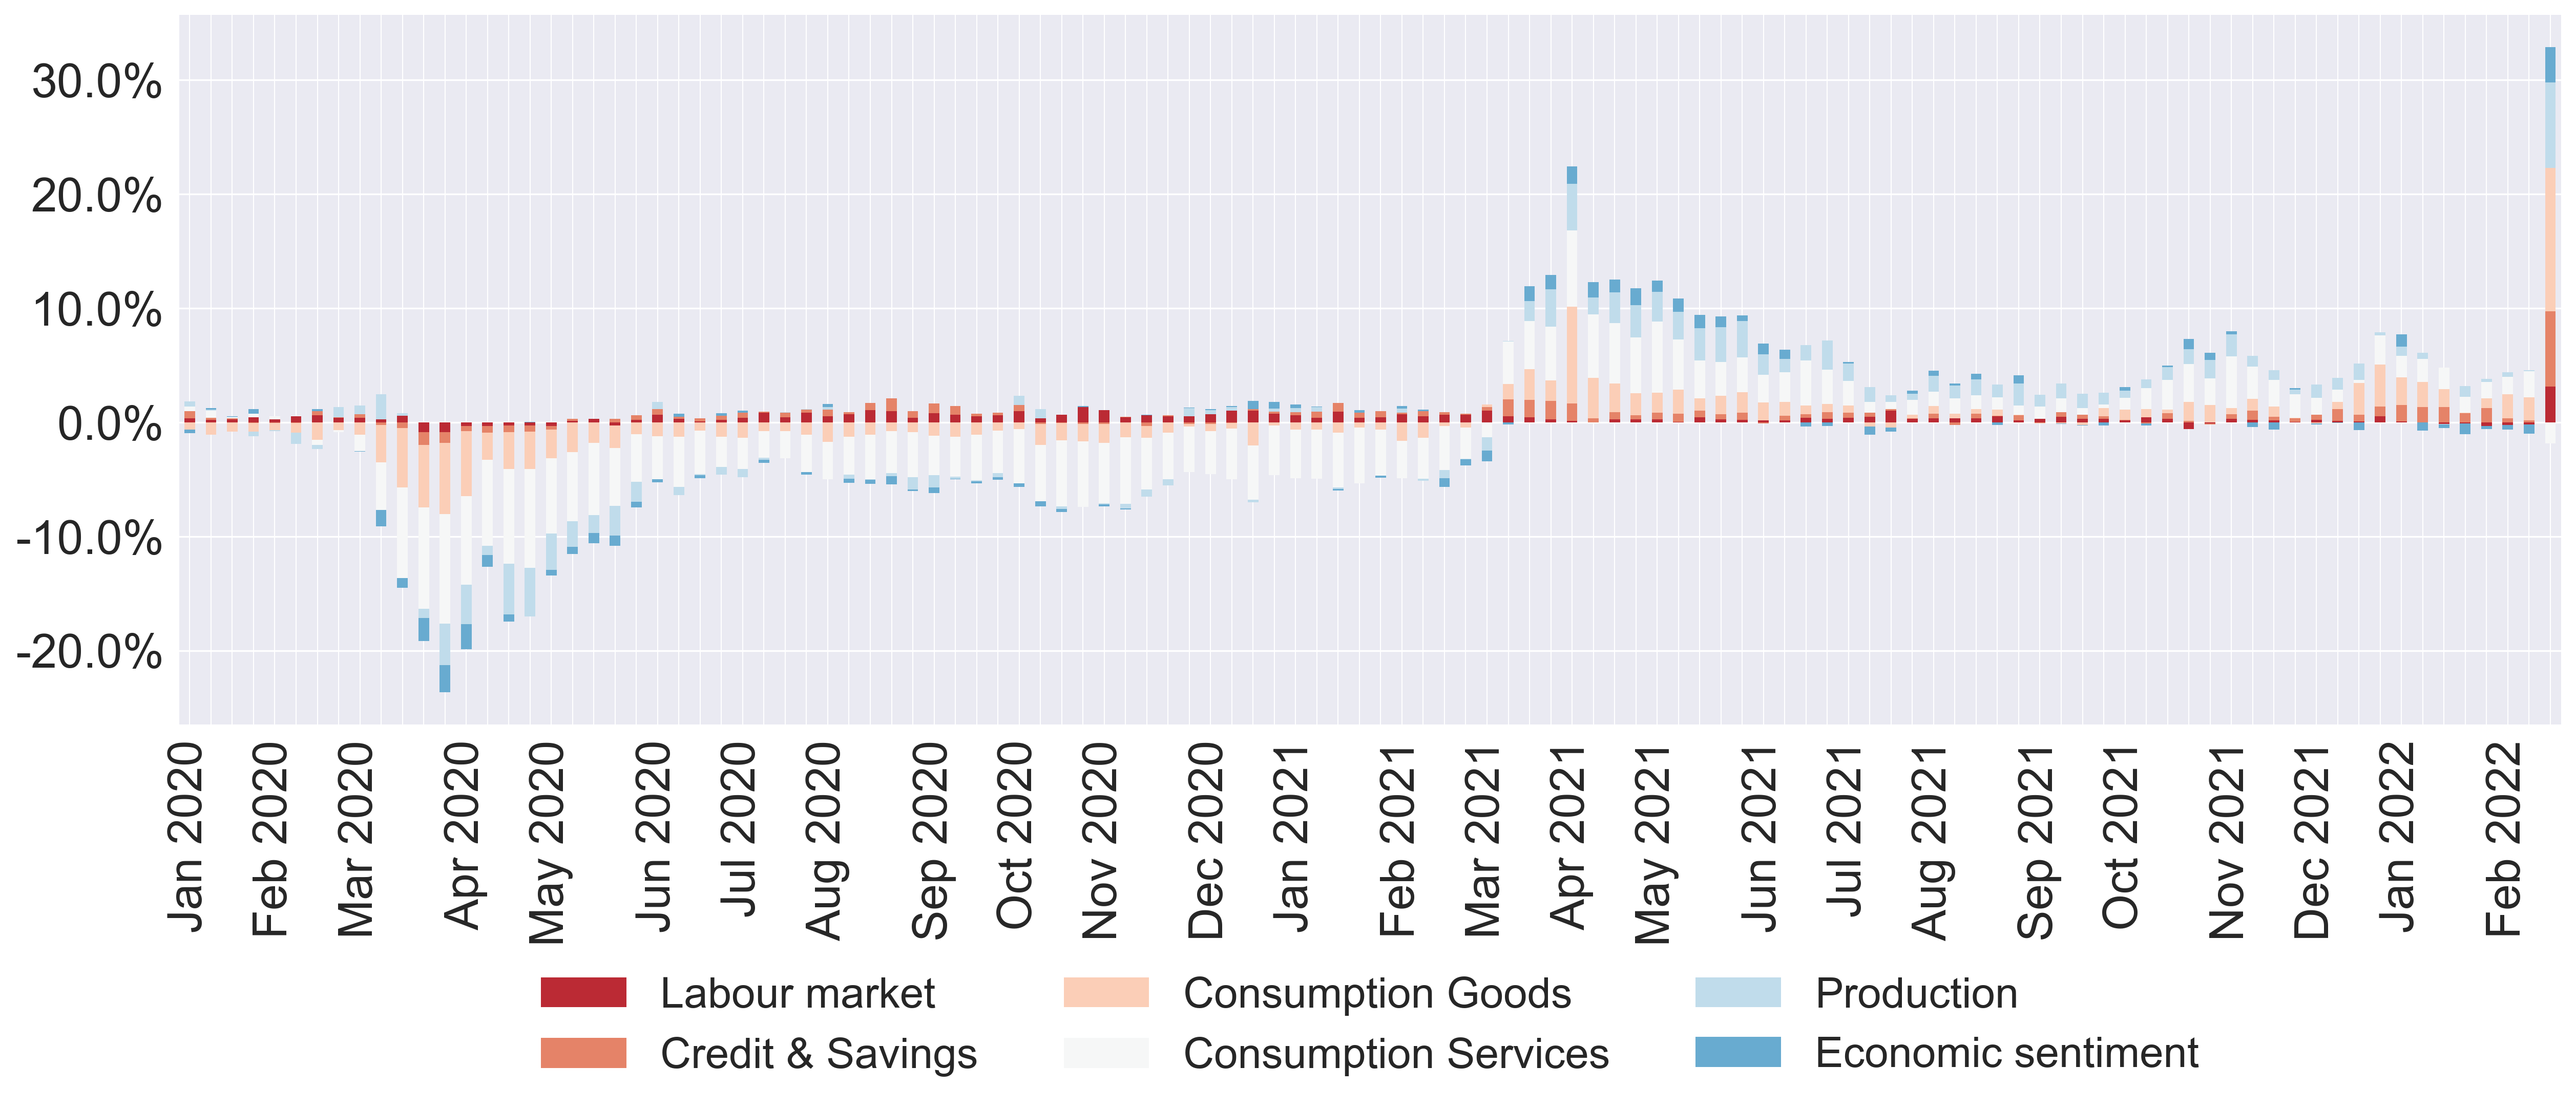 30.0%
20.0%
10.0%
0.0%
-10.0%
-20.0%
Jan 2020
Feb 2020
Mar 2020
Apr 2020
May 2020
Jun 2020
Jul 2020
Aug 2020
Sep 2020
Oct 2020
Nov 2020
Dec 2020
Jan 2021
Feb 2021
Mar 2021
Apr 2021
May 2021
Jun 2021
Jul 2021
Aug 2021
Sep 2021
Oct 2021
Nov 2021
Dec 2021
Jan 2022
Feb 2022
Labour market
Consumption Goods
Production
Credit & Savings
Consumption Services
Economic sentiment